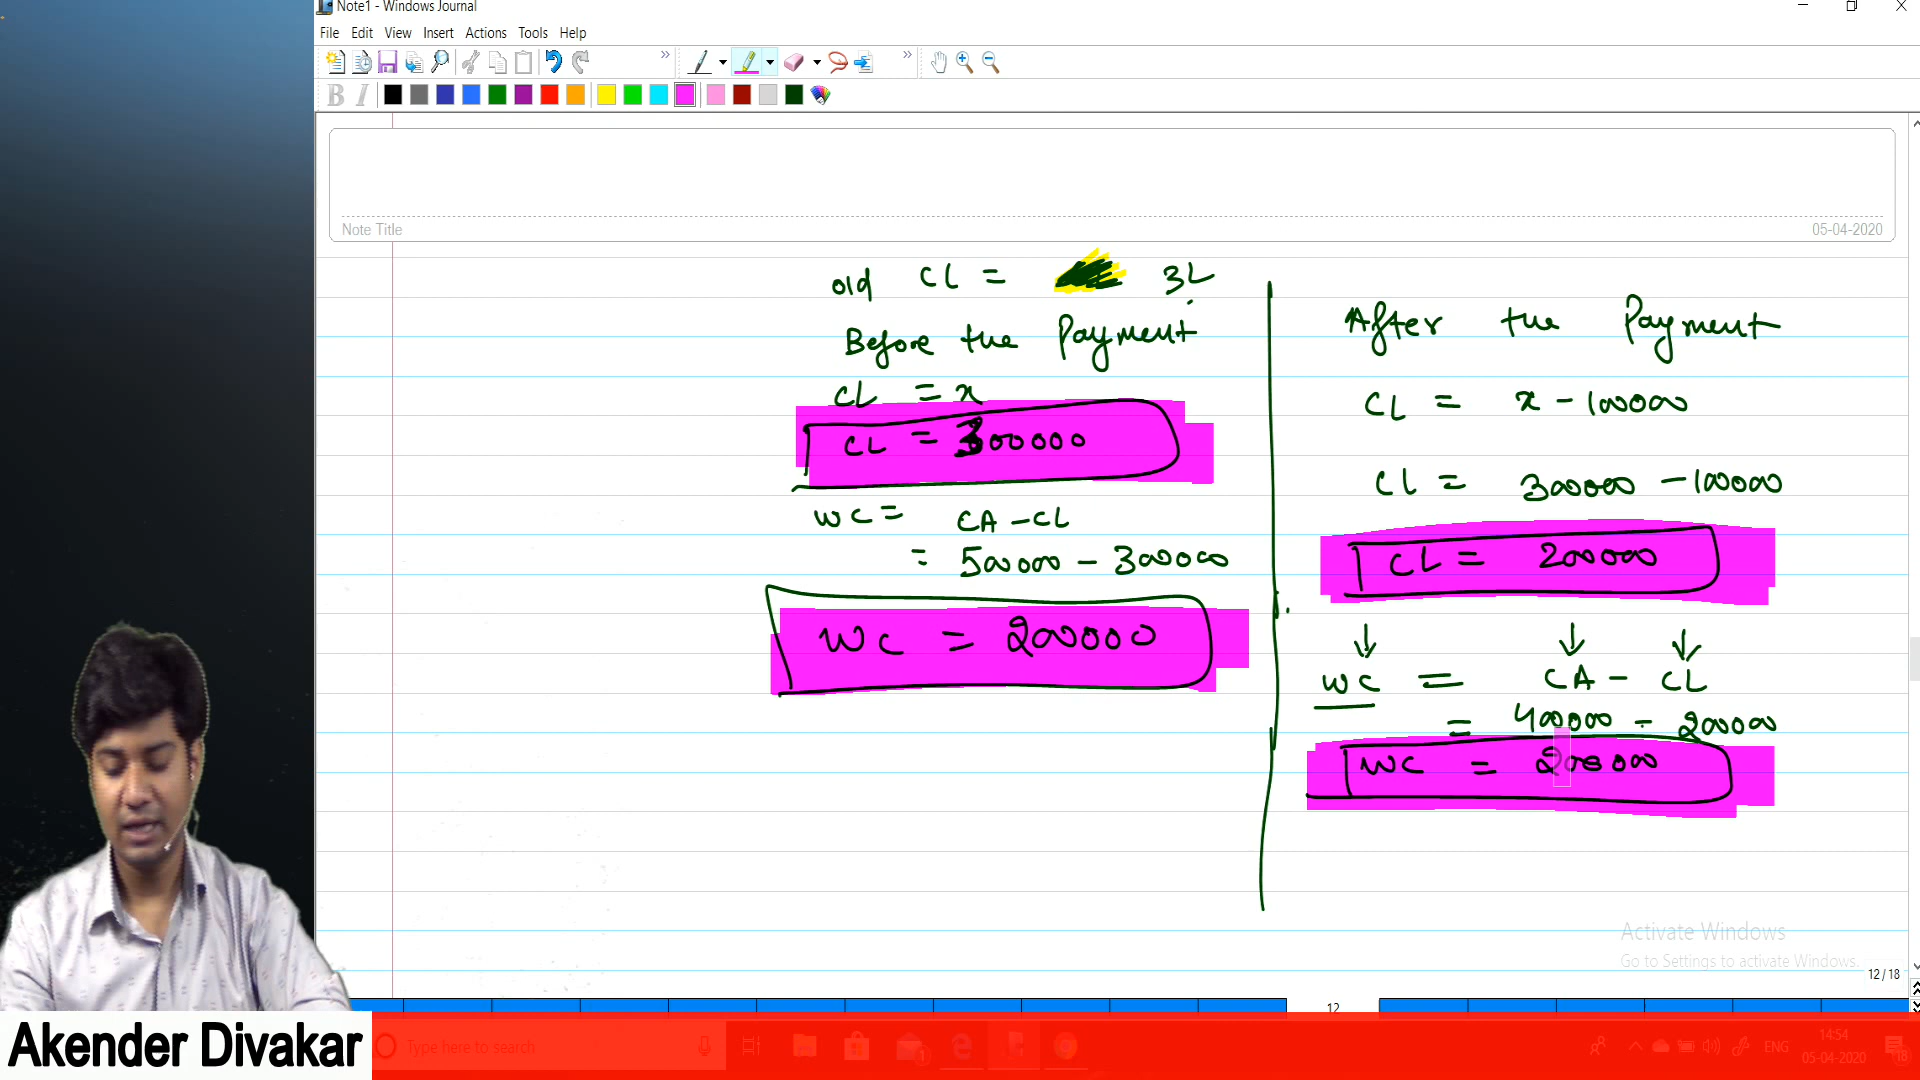 Note1 - Windows Journal
File Edit View Insert Actions Tools Help
B I
Note Title
05-04-2020
old CL = 3L
Before the Payment
CL = x
CL = 300000
WC = CA - CL
= 500000 - 300000
WC = 200000
After the Payment
CL = x - 100000
CL = 300000 - 100000
CL = 200000
WC = CA - CL
= 400000 - 200000
WC = 200000
Activate Windows
Go to Settings to activate Windows.
12 / 18
12
Akender Divakar
Type here to search
1
ENG
14:54
05-04-2020
18